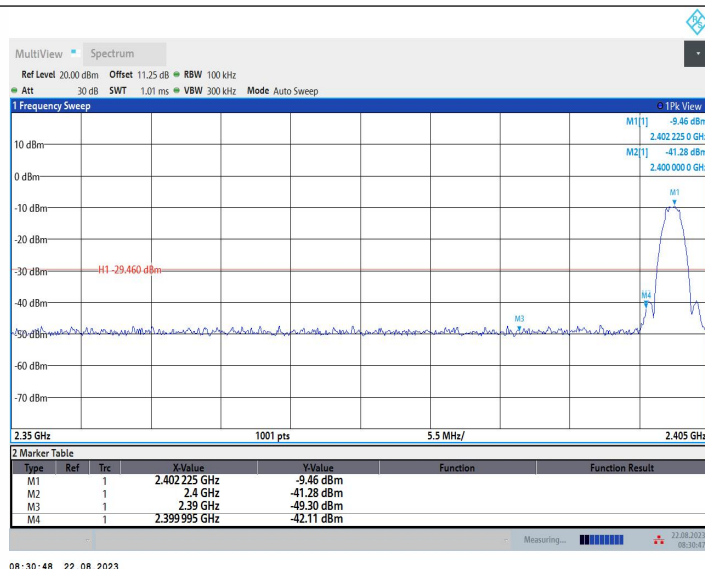 R S
MultiView Spectrum
Ref Level 20.00 dBm Offset 11.25 dB RBW 100 kHz
Att 30 dB SWT 1.01 ms VBW 300 kHz Mode Auto Sweep
1 Frequency Sweep 1Pk View
M1[1] -9.46 dBm
2.402 225 0 GHz
M2[1] -41.28 dBm
2.400 000 0 GHz
10 dBm
0 dBm
M1
-10 dBm
-20 dBm
H1 -29.460 dBm
-30 dBm
M4
-40 dBm
M3
-50 dBm
-60 dBm
-70 dBm
2.35 GHz 1001 pts 5.5 MHz/ 2.405 GHz
2 Marker Table
Type Ref Trc X-Value Y-Value Function Function Result
M1 1 2.402 225 GHz -9.46 dBm
M2 1 2.4 GHz -41.28 dBm
M3 1 2.39 GHz -49.30 dBm
M4 1 2.399 995 GHz -42.11 dBm
Measuring... 22.08.2023
08:30:47
08:30:48 22.08.2023